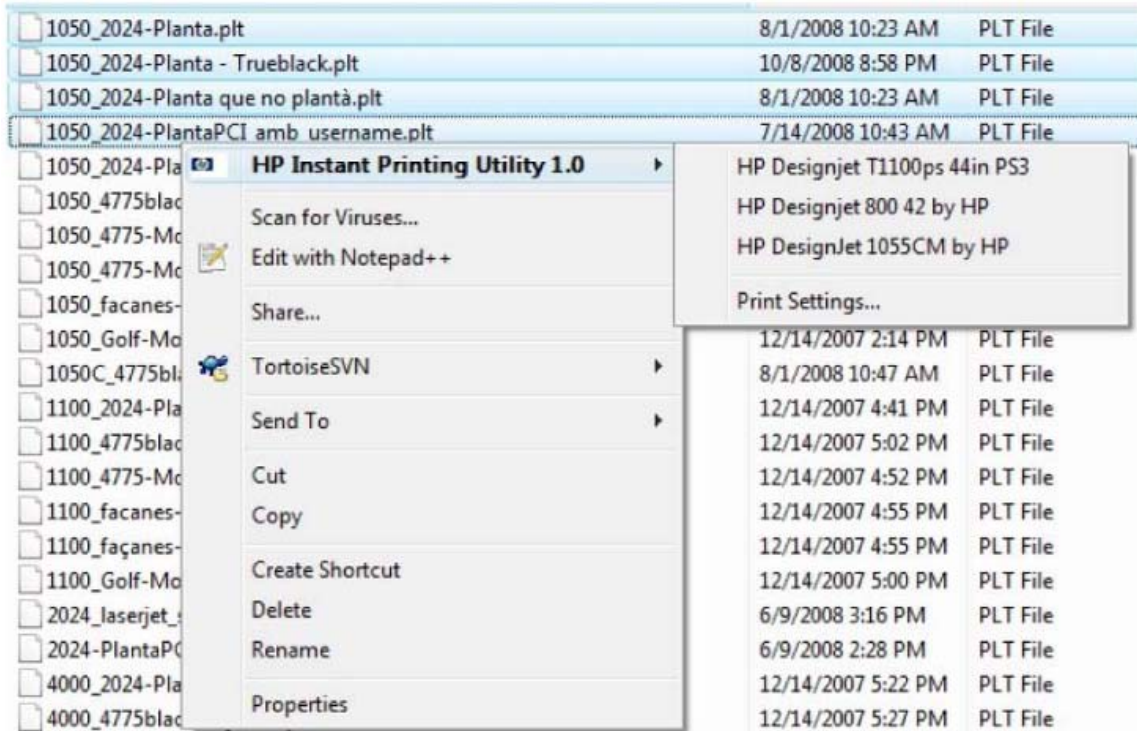 1050_2024-Planta.plt 8/1/2008 10:23 AM PLT File
1050_2024-Planta - Trueblack.plt 10/8/2008 8:58 PM PLT File
1050_2024-Planta que no plantà.plt 8/1/2008 10:23 AM PLT File
1050_2024-PlantaPCI amb username.plt 7/14/2008 10:43 AM PLT File
1050_2024-Pla
1050_4775blac
1050_4775-Mo
1050_4775-Mo
1050_facanes-
1050_Golf-Mo 12/14/2007 2:14 PM PLT File
1050C_4775bla 8/1/2008 10:47 AM PLT File
1100_2024-Pla 12/14/2007 4:41 PM PLT File
1100_4775blac 12/14/2007 5:02 PM PLT File
1100_4775-Mo 12/14/2007 4:52 PM PLT File
1100_facanes- 12/14/2007 4:55 PM PLT File
1100_façanes- 12/14/2007 4:55 PM PLT File
1100_Golf-Mo 12/14/2007 5:00 PM PLT File
2024_laserjet_s 6/9/2008 3:16 PM PLT File
2024-PlantaPC 6/9/2008 2:28 PM PLT File
4000_2024-Pla 12/14/2007 5:22 PM PLT File
4000_4775blac 12/14/2007 5:27 PM PLT File
HP Instant Printing Utility 1.0
Scan for Viruses...
Edit with Notepad++
Share...
TortoiseSVN
Send To
Cut
Copy
Create Shortcut
Delete
Rename
Properties
HP Designjet T1100ps 44in PS3
HP Designjet 800 42 by HP
HP DesignJet 1055CM by HP
Print Settings...